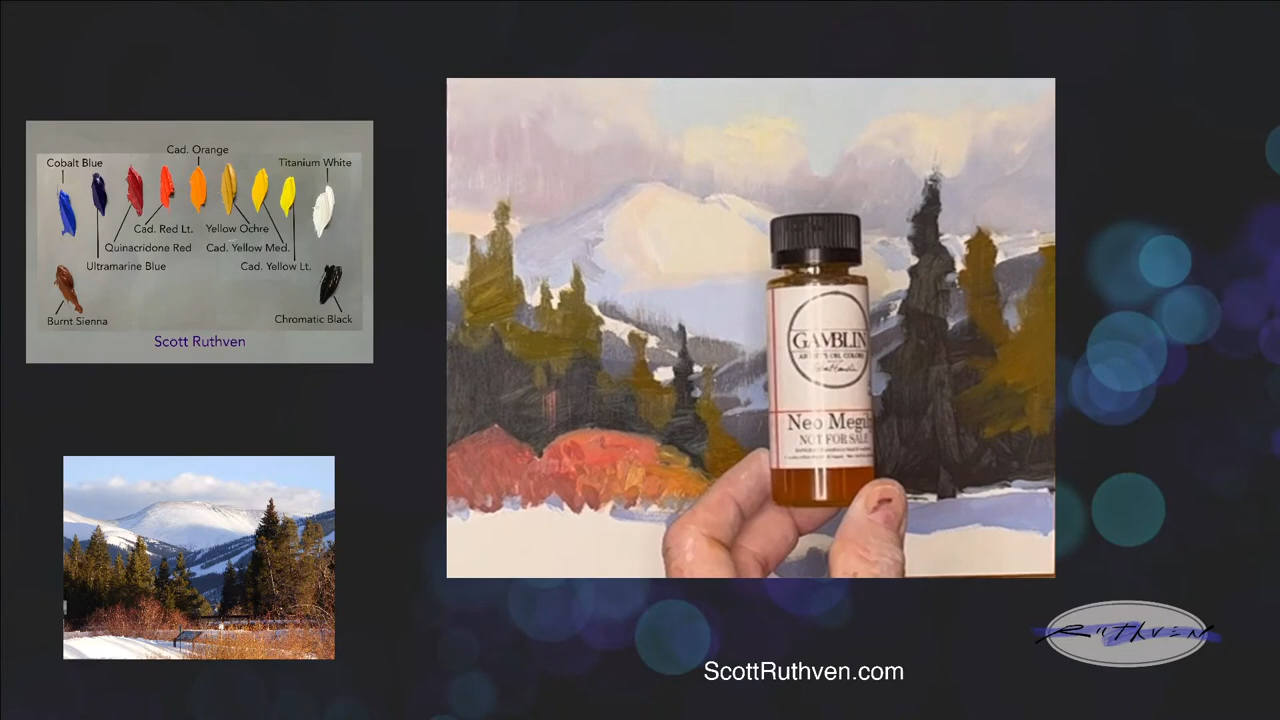 Cad. Orange
Cobalt Blue
Titanium White
Cad. Red Lt.
Yellow Ochre
Quinacridone Red
Cad. Yellow Med.
Ultramarine Blue
Cad. Yellow Lt.
Burnt Sienna
Chromatic Black
Scott Ruthven
GAMBLIN
ARTIST'S OIL COLORS
Neo Megilp
NOT FOR SALE
ScottRuthven.com
RUTHVEN